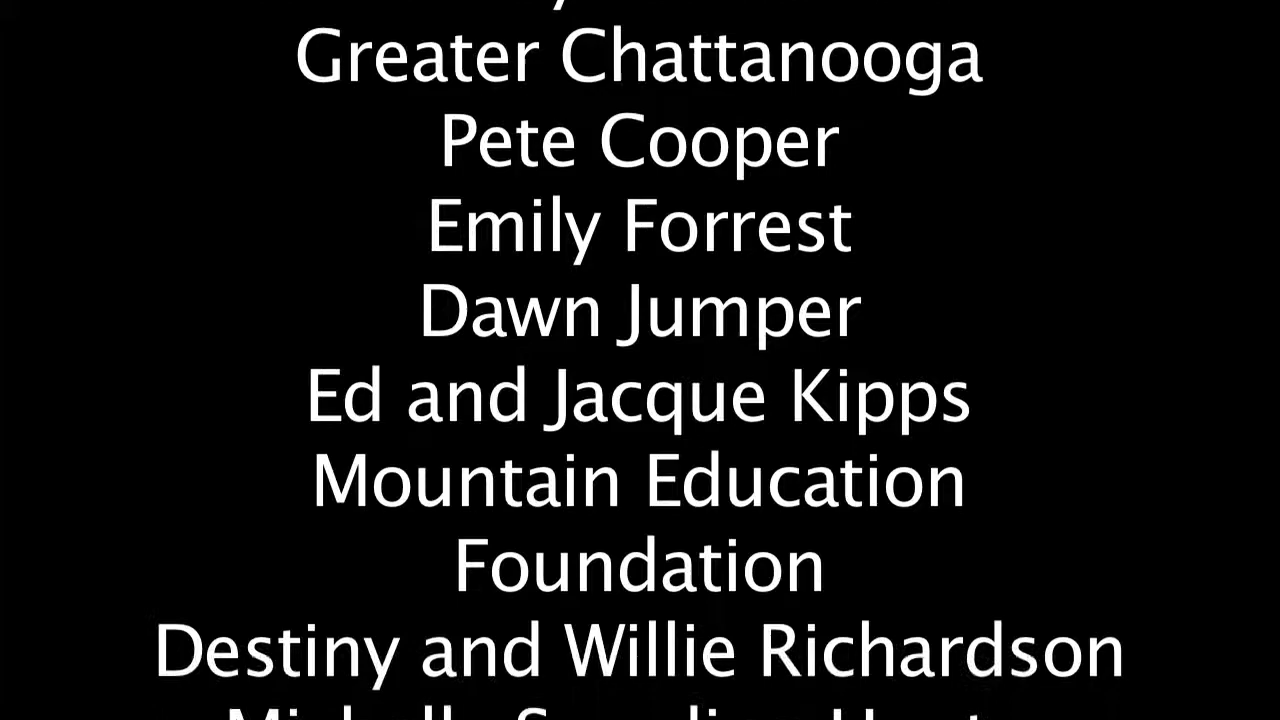 Greater Chattanooga
Pete Cooper
Emily Forrest
Dawn Jumper
Ed and Jacque Kipps
Mountain Education
Foundation
Destiny and Willie Richardson